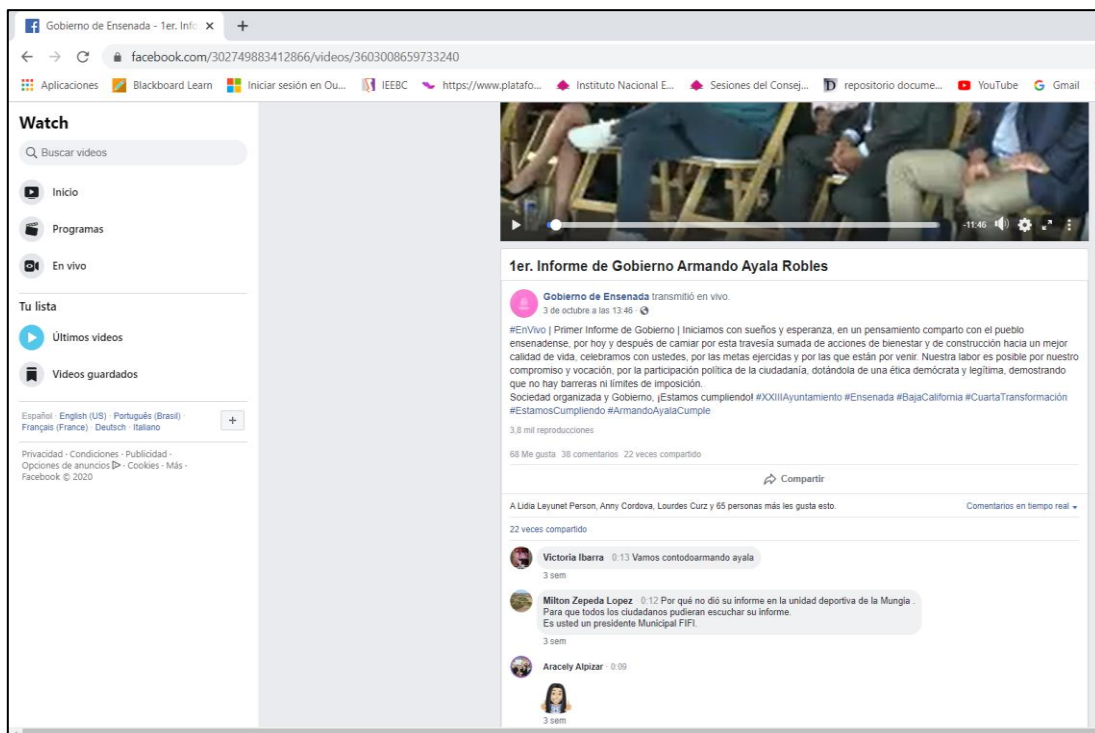 Gobierno de Ensenada - 1er. Info
facebook.com/302749883412866/videos/3603008659733240
Aplicaciones
Blackboard Learn
Iniciar sesión en Ou...
IEEBC
https://www.platafo...
Instituto Nacional E...
Sesiones del Consej...
repositorio docume...
YouTube
Gmail
Watch
Buscar videos
Inicio
Programas
En vivo
Tu lista
Últimos videos
Videos guardados
Español · English (US) · Português (Brasil) ·
Français (France) · Deutsch · Italiano
Privacidad · Condiciones · Publicidad ·
Opciones de anuncios · Cookies · Más ·
Facebook © 2020
-11:46
1er. Informe de Gobierno Armando Ayala Robles
Gobierno de Ensenada transmitió en vivo.
3 de octubre a las 13:46 ·
#EnVivo | Primer Informe de Gobierno | Iniciamos con sueños y esperanza, en un pensamiento comparto con el pueblo
ensenadense, por hoy y después de camiar por esta travesía sumada de acciones de bienestar y de construcción hacia un mejor
calidad de vida, celebramos con ustedes, por las metas ejercidas y por las que están por venir. Nuestra labor es posible por nuestro
compromiso y vocación, por la participación política de la ciudadanía, dotándola de una ética demócrata y legítima, demostrando
que no hay barreras ni límites de imposición.
Sociedad organizada y Gobierno, ¡Estamos cumpliendo! #XXIIIAyuntamiento #Ensenada #BajaCalifornia #CuartaTransformación
#EstamosCumpliendo #ArmandoAyalaCumple
3,8 mil reproducciones
68 Me gusta 38 comentarios 22 veces compartido
Compartir
A Lidia Leyunet Person, Anny Cordova, Lourdes Curz y 65 personas más les gusta esto.
Comentarios en tiempo real
22 veces compartido
Victoria Ibarra · 0:13 Vamos contodoarmando ayala
3 sem
Milton Zepeda Lopez · 0:12 Por qué no dió su informe en la unidad deportiva de la Mungia .
Para que todos los ciudadanos pudieran escuchar su informe.
Es usted un presidente Municipal FIFI.
3 sem
Aracely Alpizar · 0:09
3 sem